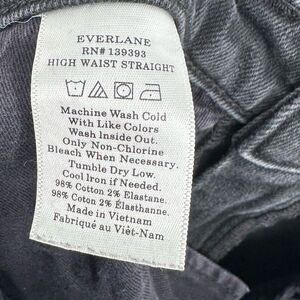 EVERLANE
RN# 139393
HIGH WAIST STRAIGHT
Machine Wash Cold
With Like Colors
Wash Inside Out.
Only Non-Chlorine
Bleach When Necessary.
Tumble Dry Low.
Cool Iron if Needed.
98% Cotton 2% Elastane.
98% Cotton 2% Élasthanne.
Made in Vietnam
Fabriqué au Viêt-Nam